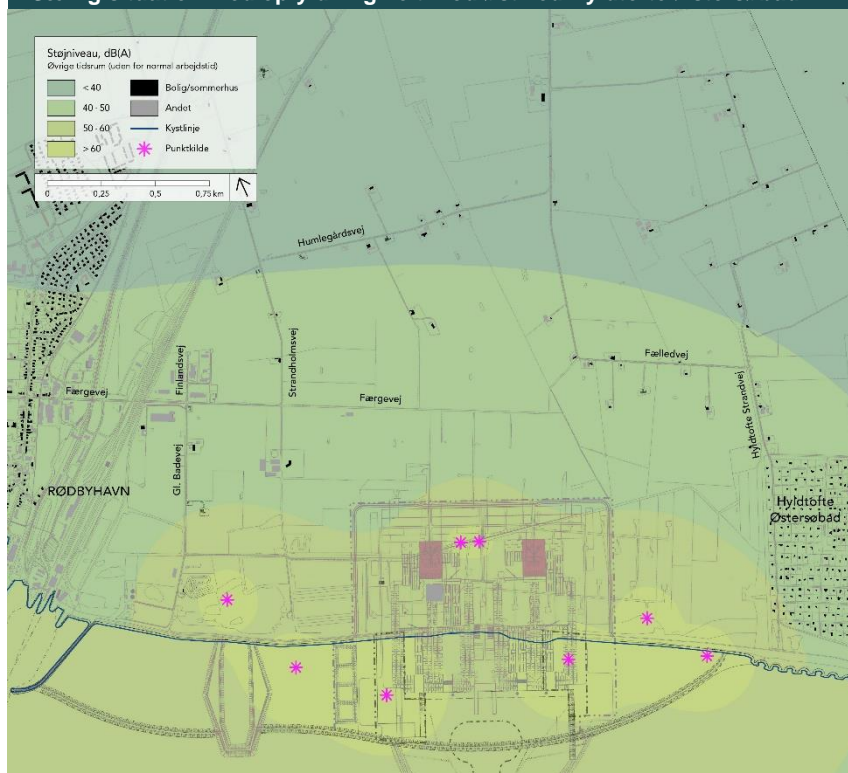 Støjniveau, dB(A)
Øvrige tidsrum (uden for normal arbejdstid)
< 40
Bolig/sommerhus
40 - 50
Andet
50 - 60
Kystlinje
> 60
Punktkilde
0 0,25 0,5 0,75 km
Humlegårdsvej
Finlandsvej
Strandholmsvej
Fælledvej
Færgevej
Færgevej
Hyldtofte Strandvej
Gl. Badevej
RØDBYHAVN
Hyldtofte
Østersøbad